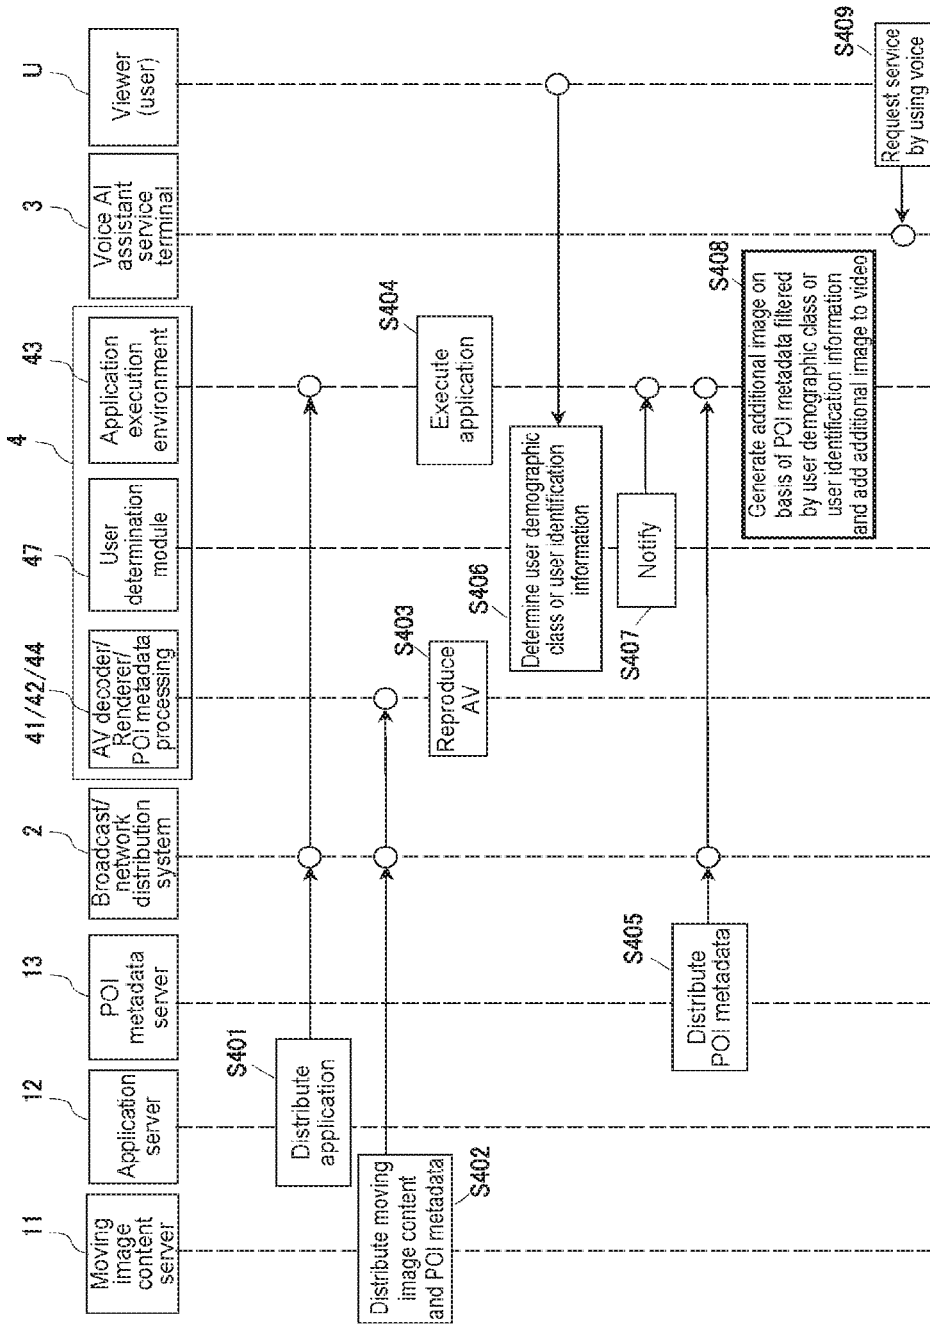 11
Moving
image
content
server
12
Application
server
13
POI
metadata
server
2
Broadcast/
network
distribution
system
4
41/42/44
AV decoder/
Renderer/
POI metadata
processing
47
User
determination
module
43
Application
execution
environment
3
Voice AI
assistant
service
terminal
U
Viewer
(user)
S401
Distribute
application
Distribute moving
image content
and POI metadata
S402
S403
Reproduce
AV
S404
Execute
application
S405
Distribute
POI metadata
S406
Determine user demographic
class or user identification
information
Notify
S407
S408
Generate additional image on
basis of POI metadata filtered
by user demographic class or
user identification information
and add additional image to video
S409
Request service
by using voice